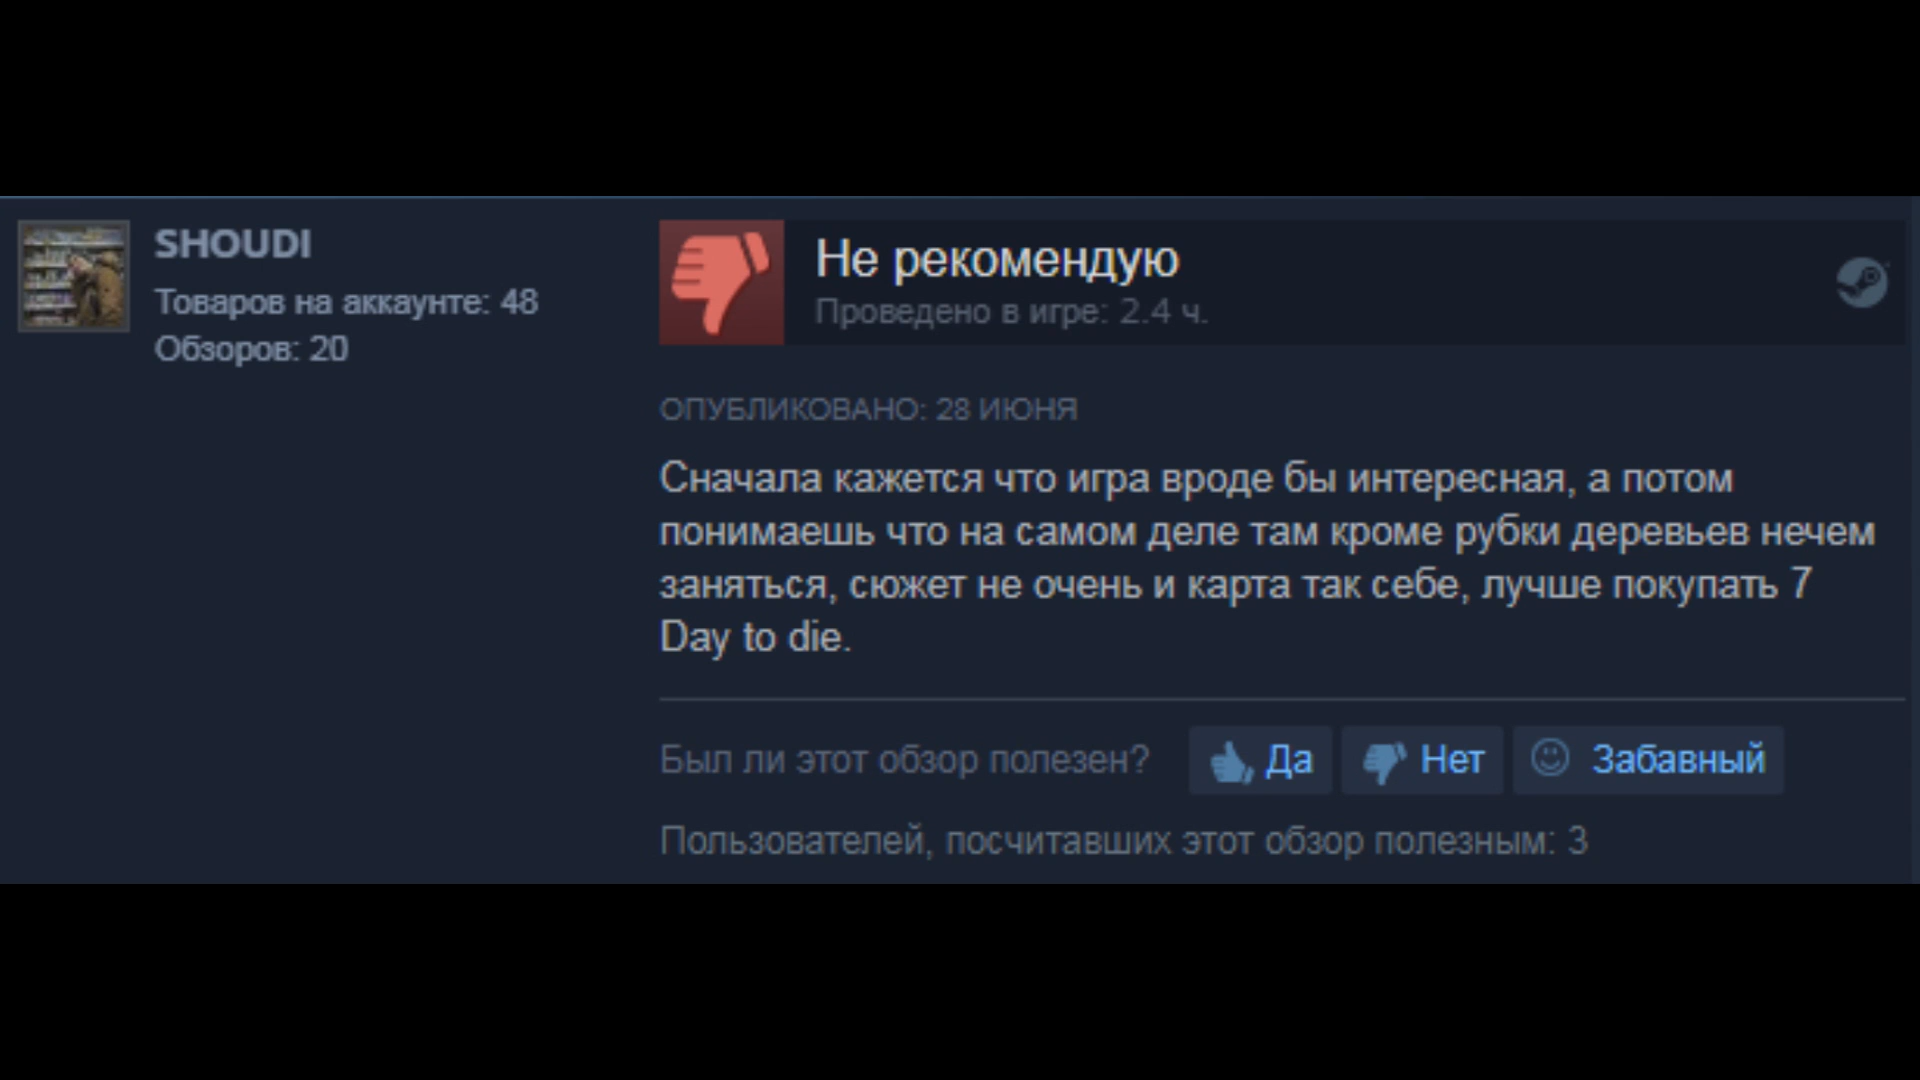 SHOUDI
Товаров на аккаунте: 48
Обзоров: 20
Не рекомендую
Проведено в игре: 2.4 ч.
ОПУБЛИКОВАНО: 28 ИЮНЯ
Сначала кажется что игра вроде бы интересная, а потом
понимаешь что на самом деле там кроме рубки деревьев нечем
заняться, сюжет не очень и карта так себе, лучше покупать 7
Day to die.
Был ли этот обзор полезен? Да Нет Забавный
Пользователей, посчитавших этот обзор полезным: 3